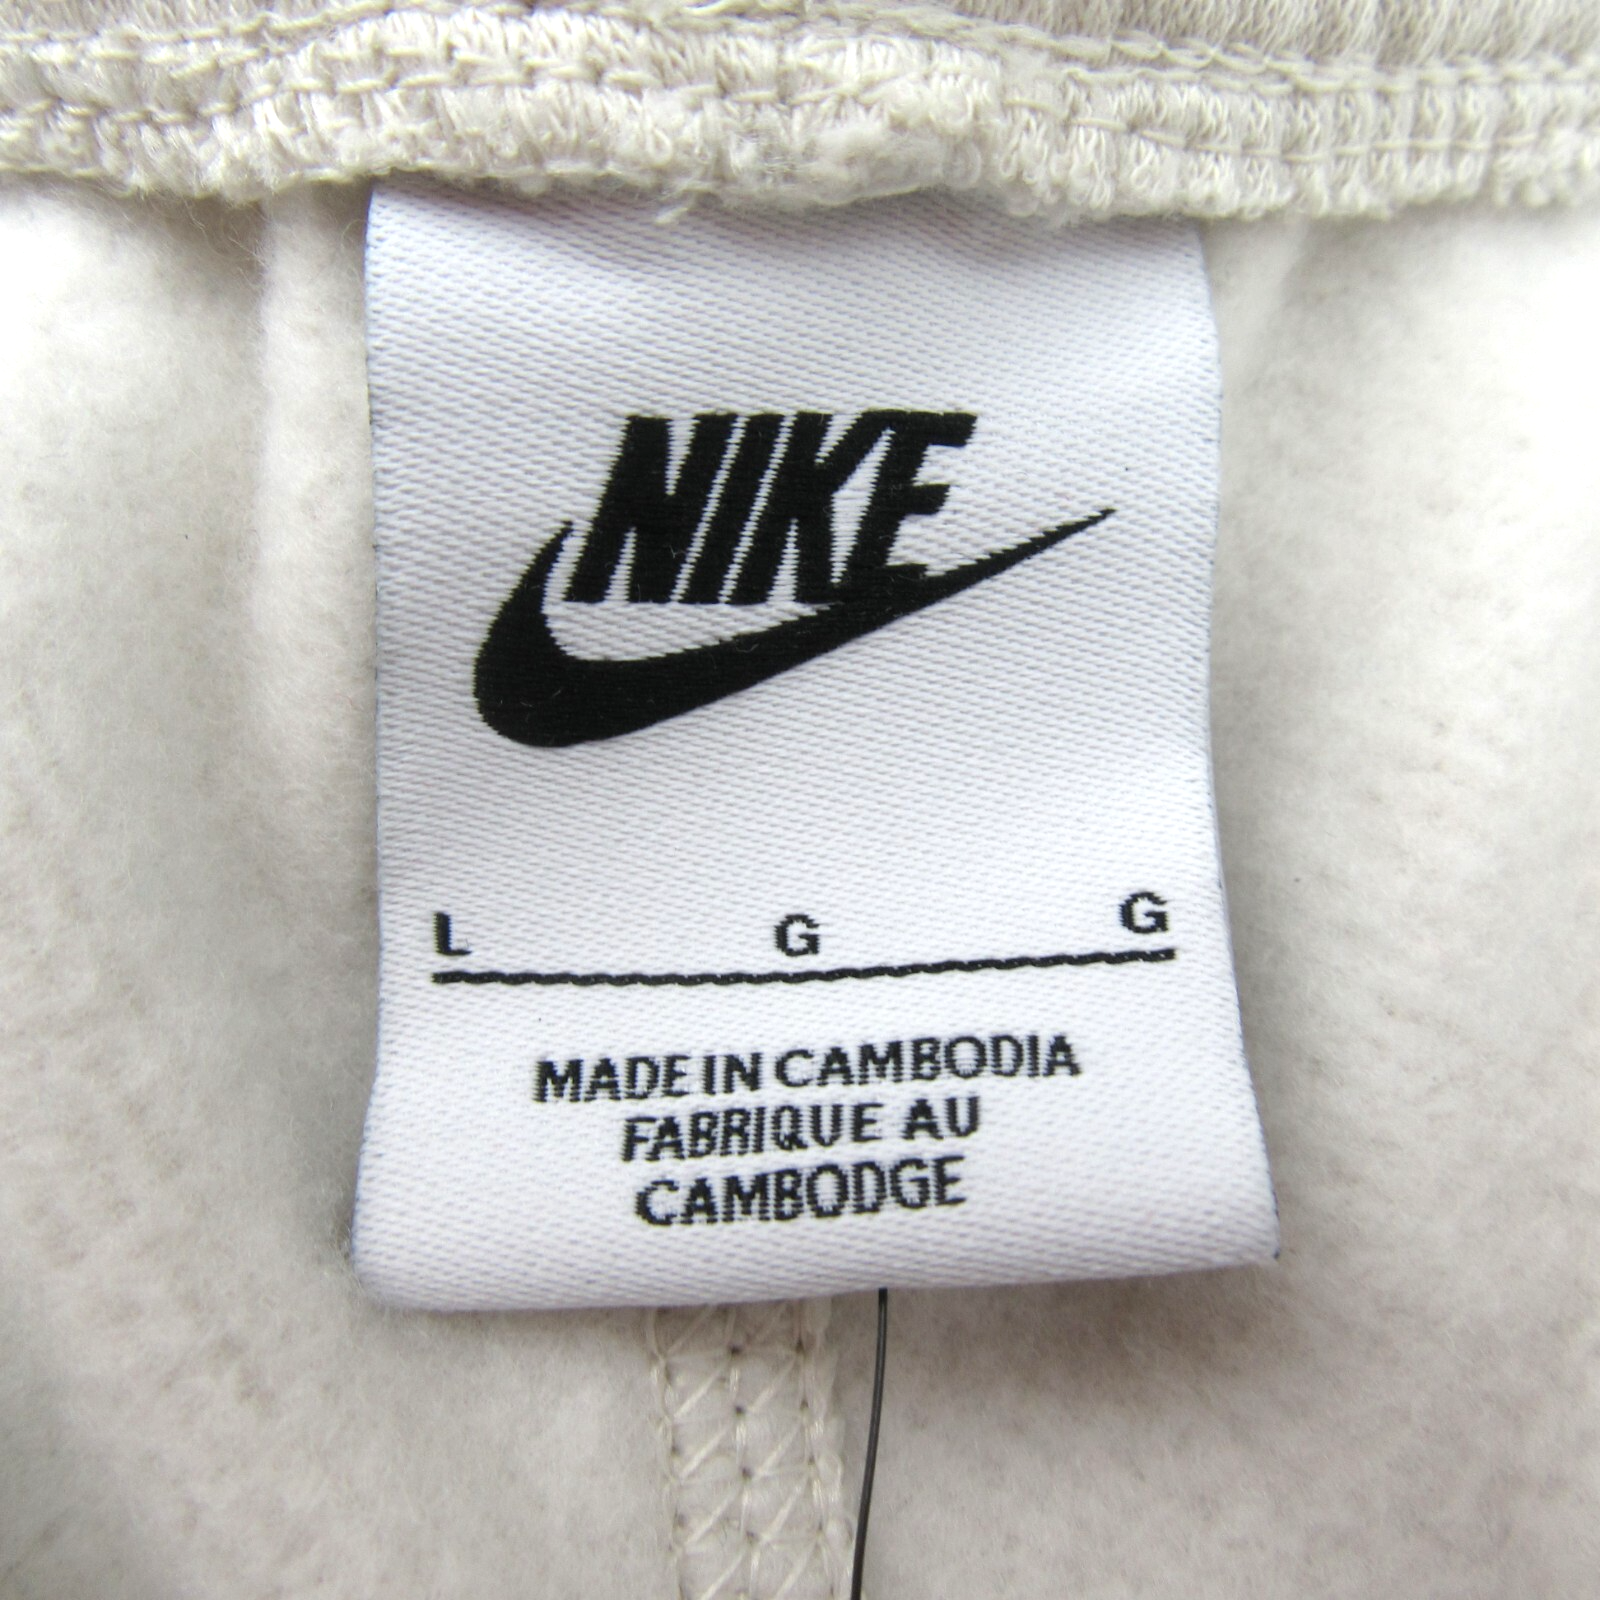 NIKE
L G G
MADE IN CAMBODIA
FABRIQUE AU
CAMBODGE